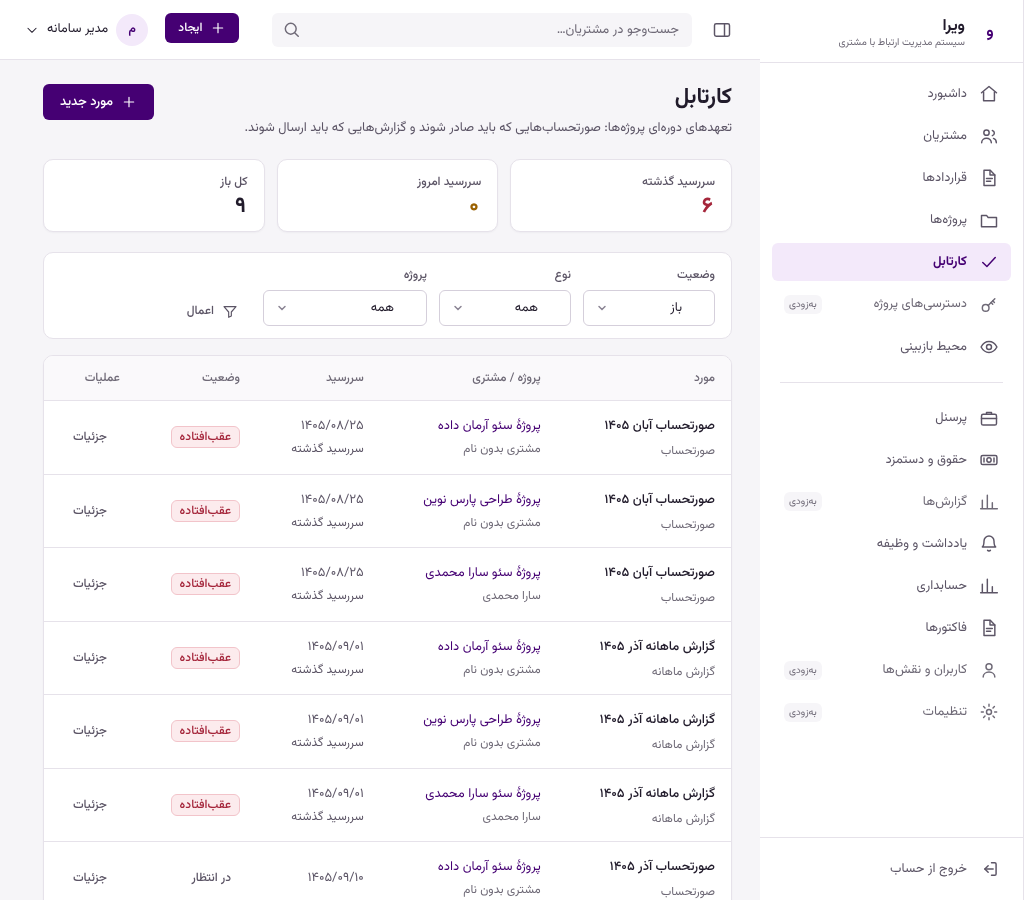 و
ویرا
سیستم مدیریت ارتباط با مشتری
داشبورد
مشتریان
قراردادها
پروژه‌ها
کارتابل
دسترسی‌های پروژه
به‌زودی
محیط بازبینی
پرسنل
حقوق و دستمزد
گزارش‌ها
به‌زودی
یادداشت و وظیفه
حسابداری
فاکتورها
کاربران و نقش‌ها
به‌زودی
تنظیمات
به‌زودی
خروج از حساب
جست‌وجو در مشتریان...
ایجاد
م
مدیر سامانه
کارتابل
تعهدهای دوره‌ای پروژه‌ها: صورتحساب‌هایی که باید صادر شوند و گزارش‌هایی که باید ارسال شوند.
مورد جدید
سررسید گذشته
۶
سررسید امروز
۰
کل باز
۹
وضعیت
باز
نوع
همه
پروژه
همه
اعمال
مورد پروژه / مشتری سررسید وضعیت عملیات
صورتحساب آبان ۱۴۰۵ پروژهٔ سئو آرمان داده ۱۴۰۵/۰۸/۲۵ عقب‌افتاده جزئیات
صورتحساب مشتری بدون نام سررسید گذشته
صورتحساب آبان ۱۴۰۵ پروژهٔ طراحی پارس نوین ۱۴۰۵/۰۸/۲۵ عقب‌افتاده جزئیات
صورتحساب مشتری بدون نام سررسید گذشته
صورتحساب آبان ۱۴۰۵ پروژهٔ سئو سارا محمدی ۱۴۰۵/۰۸/۲۵ عقب‌افتاده جزئیات
صورتحساب سارا محمدی سررسید گذشته
گزارش ماهانه آذر ۱۴۰۵ پروژهٔ سئو آرمان داده ۱۴۰۵/۰۹/۰۱ عقب‌افتاده جزئیات
گزارش ماهانه مشتری بدون نام سررسید گذشته
گزارش ماهانه آذر ۱۴۰۵ پروژهٔ طراحی پارس نوین ۱۴۰۵/۰۹/۰۱ عقب‌افتاده جزئیات
گزارش ماهانه مشتری بدون نام سررسید گذشته
گزارش ماهانه آذر ۱۴۰۵ پروژهٔ سئو سارا محمدی ۱۴۰۵/۰۹/۰۱ عقب‌افتاده جزئیات
گزارش ماهانه سارا محمدی سررسید گذشته
صورتحساب آذر ۱۴۰۵ پروژهٔ سئو آرمان داده ۱۴۰۵/۰۹/۱۰ در انتظار جزئیات
صورتحساب مشتری بدون نام